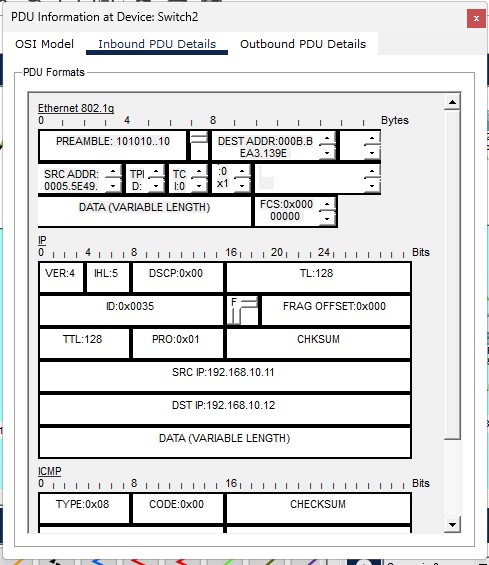 PDU Information at Device: Switch2
x
OSI Model Inbound PDU Details Outbound PDU Details
PDU Formats
Ethernet 802.1q
0 4 8 Bytes
PREAMBLE: 101010..10 DEST ADDR:000B.B
EA3.139E
SRC ADDR: TPI TC :0
0005.5E49. D: I:0 x1
DATA (VARIABLE LENGTH) FCS:0x000
00000
IP
0 4 8 16 20 24 Bits
VER:4 IHL:5 DSCP:0x00 TL:128
ID:0x0035 F FRAG OFFSET:0x000
TTL:128 PRO:0x01 CHKSUM
SRC IP:192.168.10.11
DST IP:192.168.10.12
DATA (VARIABLE LENGTH)
ICMP
0 8 16 Bits
TYPE:0x08 CODE:0x00 CHECKSUM